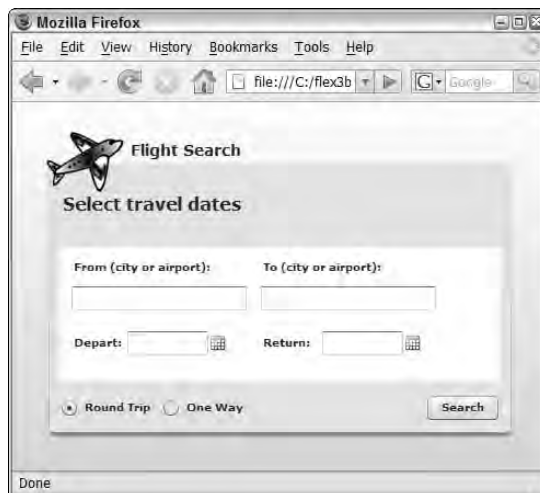 Mozilla Firefox
File Edit View History Bookmarks Tools Help
file:///C:/flex3b G Google
Flight Search
Select travel dates
From (city or airport): To (city or airport):
Depart: Return:
Round Trip One Way Search
Done